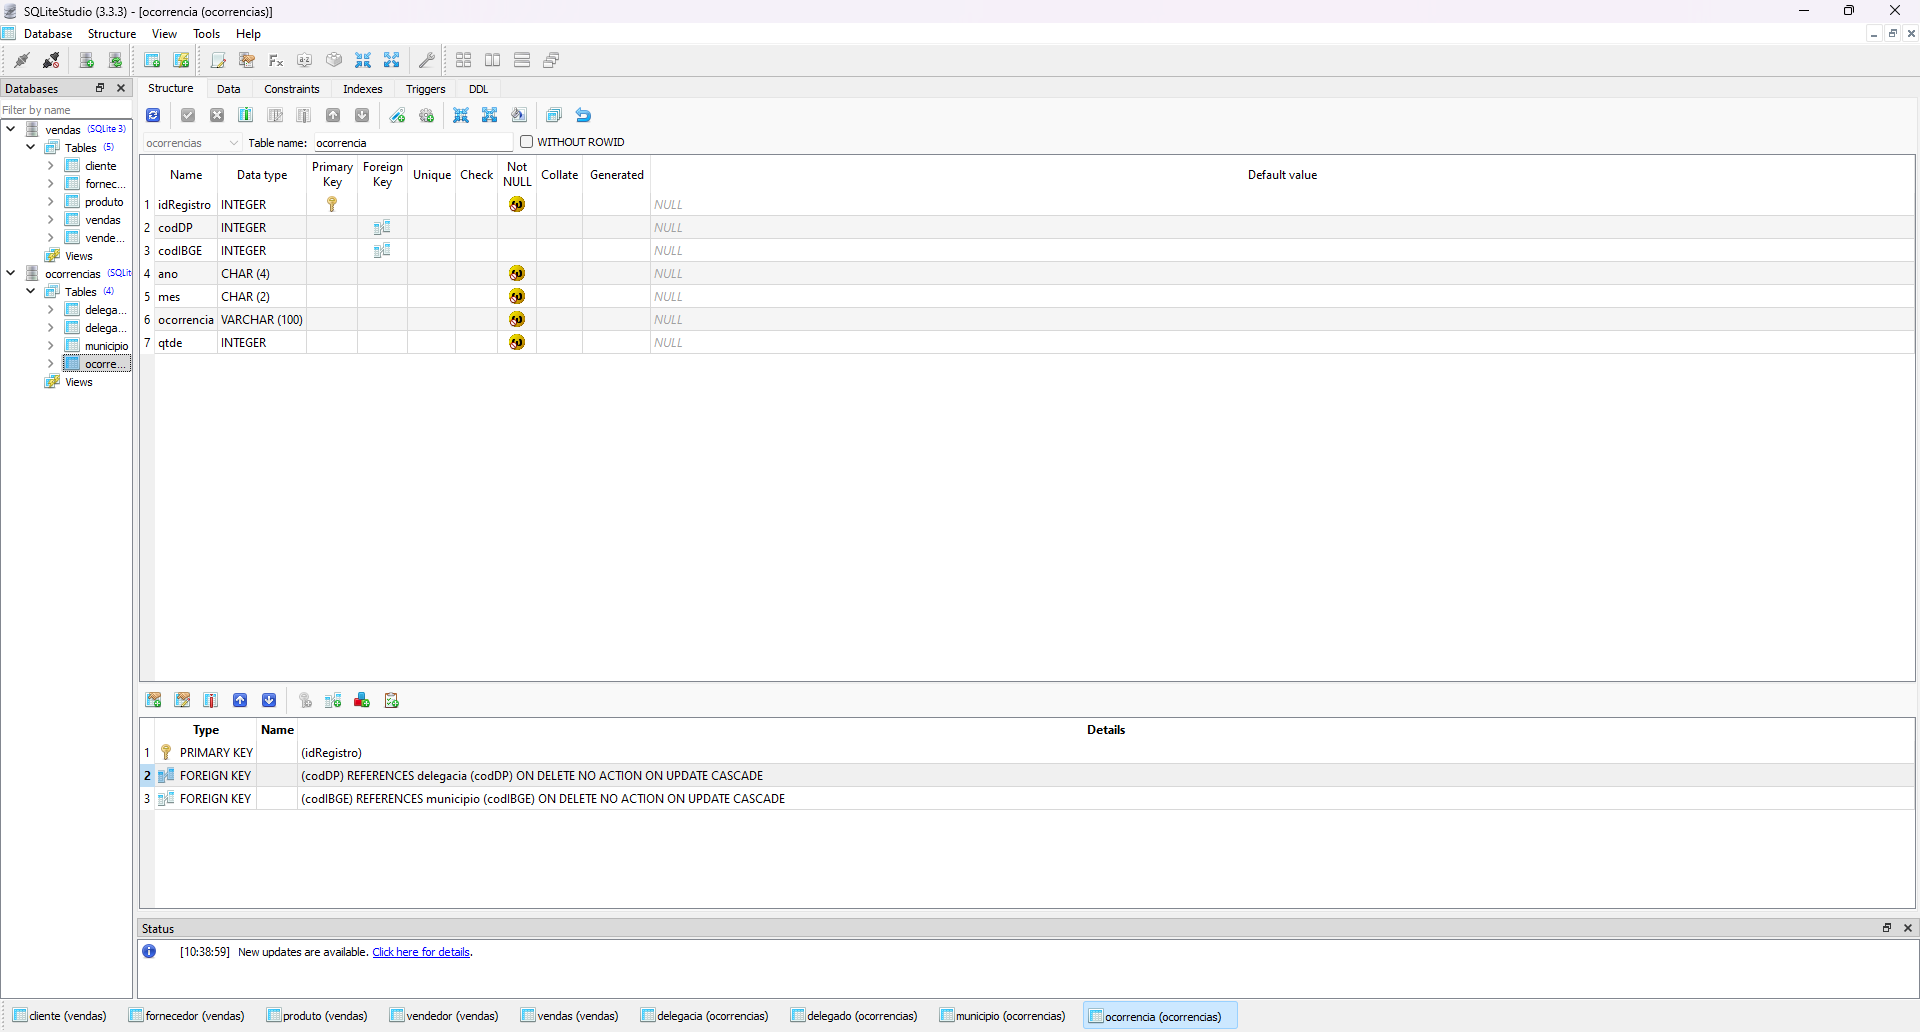 SQLiteStudio (3.3.3) - [ocorrencia (ocorrencias)]
Database Structure View Tools Help
Databases
Filter by name
vendas (SQLite 3)
Tables (5)
cliente
fornec...
produto
vendas
vende...
Views
ocorrencias (SQLit
Tables (4)
delega...
delega...
municipio
ocorre...
Views
Structure Data Constraints Indexes Triggers DDL
ocorrencias Table name: ocorrencia WITHOUT ROWID
Name Data type Primary Key Foreign Key Unique Check Not NULL Collate Generated Default value
1 idRegistro INTEGER NULL
2 codDP INTEGER NULL
3 codIBGE INTEGER NULL
4 ano CHAR (4) NULL
5 mes CHAR (2) NULL
6 ocorrencia VARCHAR (100) NULL
7 qtde INTEGER NULL
Type Name Details
1 PRIMARY KEY (idRegistro)
2 FOREIGN KEY (codDP) REFERENCES delegacia (codDP) ON DELETE NO ACTION ON UPDATE CASCADE
3 FOREIGN KEY (codIBGE) REFERENCES municipio (codIBGE) ON DELETE NO ACTION ON UPDATE CASCADE
Status
[10:38:59] New updates are available. Click here for details.
cliente (vendas) fornecedor (vendas) produto (vendas) vendedor (vendas) vendas (vendas) delegacia (ocorrencias) delegado (ocorrencias) municipio (ocorrencias) ocorrencia (ocorrencias)